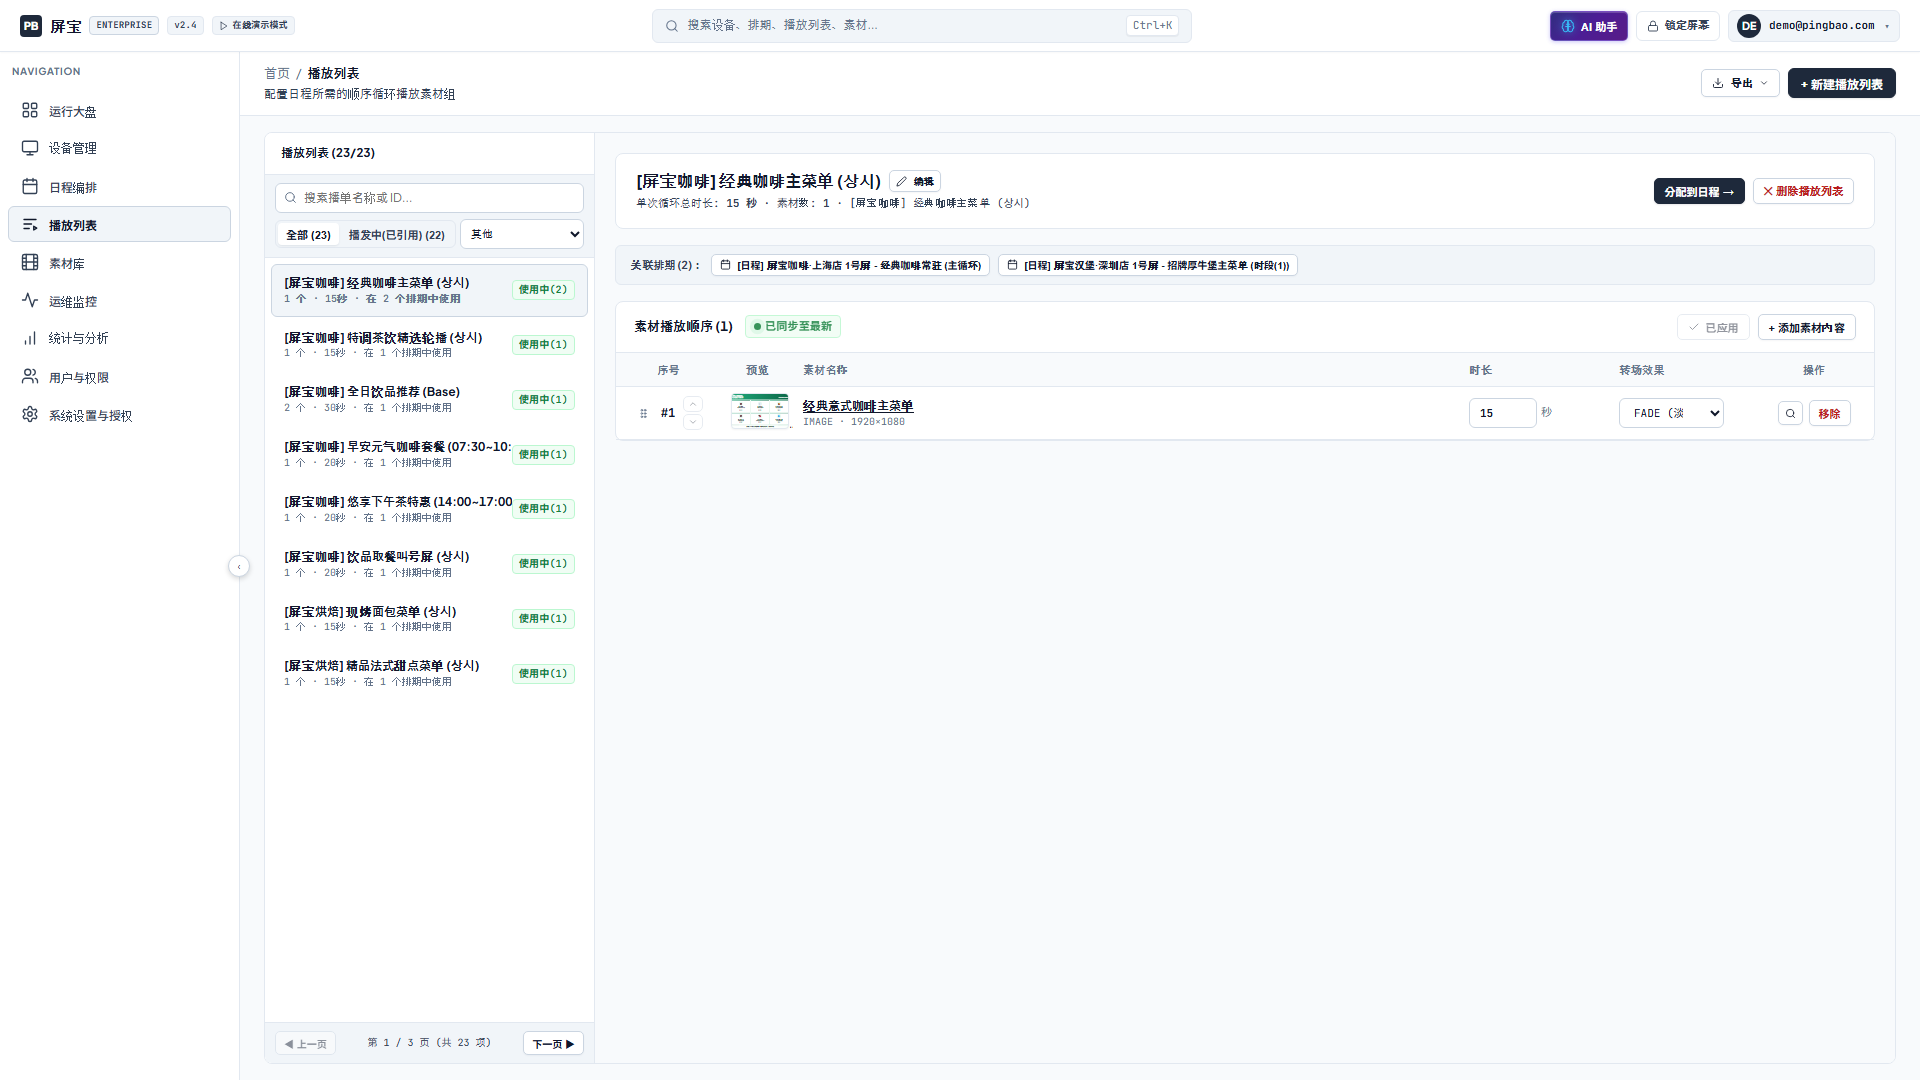 PB 屏宝 ENTERPRISE v2.4 在线演示模式
搜索设备、排期、播放列表、素材... Ctrl+K
AI 助手 锁定屏幕 DE demo@pingbao.com
NAVIGATION
运行大盘
设备管理
日程编排
播放列表
素材库
运维监控
统计与分析
用户与权限
系统设置与授权
首页 / 播放列表
配置日程所需的顺序循环播放素材组
导出 + 新建播放列表
播放列表 (23/23)
搜索播单名称或 ID...
全部 (23) 播发中(已引用) (22) 其他
[屏宝咖啡] 经典咖啡主菜单 (상시)
1 个 · 15秒 · 在 2 个排期中使用
使用中(2)
[屏宝咖啡] 特调茶饮精选轮播 (상시)
1 个 · 15秒 · 在 1 个排期中使用
使用中(1)
[屏宝咖啡] 全日饮品推荐 (Base)
2 个 · 30秒 · 在 1 个排期中使用
使用中(1)
[屏宝咖啡] 早安元气咖啡套餐 (07:30~10:
1 个 · 20秒 · 在 1 个排期中使用
使用中(1)
[屏宝咖啡] 悠享下午茶特惠 (14:00~17:00
1 个 · 20秒 · 在 1 个排期中使用
使用中(1)
[屏宝咖啡] 饮品取餐叫号屏 (상시)
1 个 · 20秒 · 在 1 个排期中使用
使用中(1)
[屏宝烘焙] 现烤面包菜单 (상시)
1 个 · 15秒 · 在 1 个排期中使用
使用中(1)
[屏宝烘焙] 精品法式甜点菜单 (상시)
1 个 · 15秒 · 在 1 个排期中使用
使用中(1)
◀ 上一页 第 1 / 3 页 (共 23 项) 下一页 ▶
[屏宝咖啡] 经典咖啡主菜单 (상시) 编辑
单次循环总时长: 15 秒 · 素材数: 1 · [屏宝咖啡] 经典咖啡主菜单 (상시)
分配到日程 → 删除播放列表
关联排期 (2) : [日程] 屏宝咖啡·上海店 1号屏 - 经典咖啡常驻 (主循环) [日程] 屏宝汉堡·深圳店 1号屏 - 招牌厚牛堡主菜单 (时段(1))
素材播放顺序 (1) 已同步至最新 已应用 + 添加素材内容
序号 预览 素材名称 时长 转场效果 操作
#1 经典意式咖啡主菜单 15 秒 FADE (淡 移除
IMAGE · 1920×1080